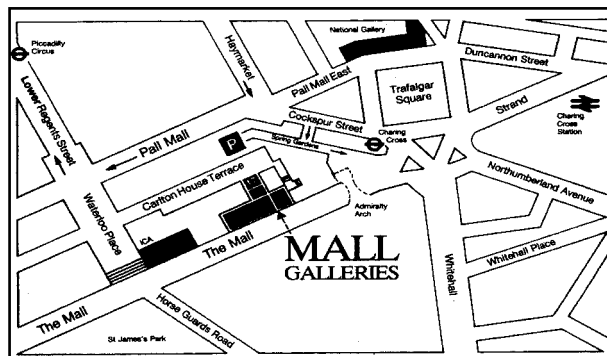 Piccadilly
Circus
Haymarket
National Gallery
Pall Mall East
Duncannon
Street
Lower Regents Street
Trafalgar
Square
Strand
Cockspur Street
Pall Mall
P
Spring Gardens
Charing
Cross
Charing
Cross
Station
Carlton House Terrace
Waterloo Place
Northumberland Avenue
Admiralty
Arch
ICA
The Mall
MALL
GALLERIES
Whitehall Place
Whitehall
The Mall
Horse Guards Road
St James's Park